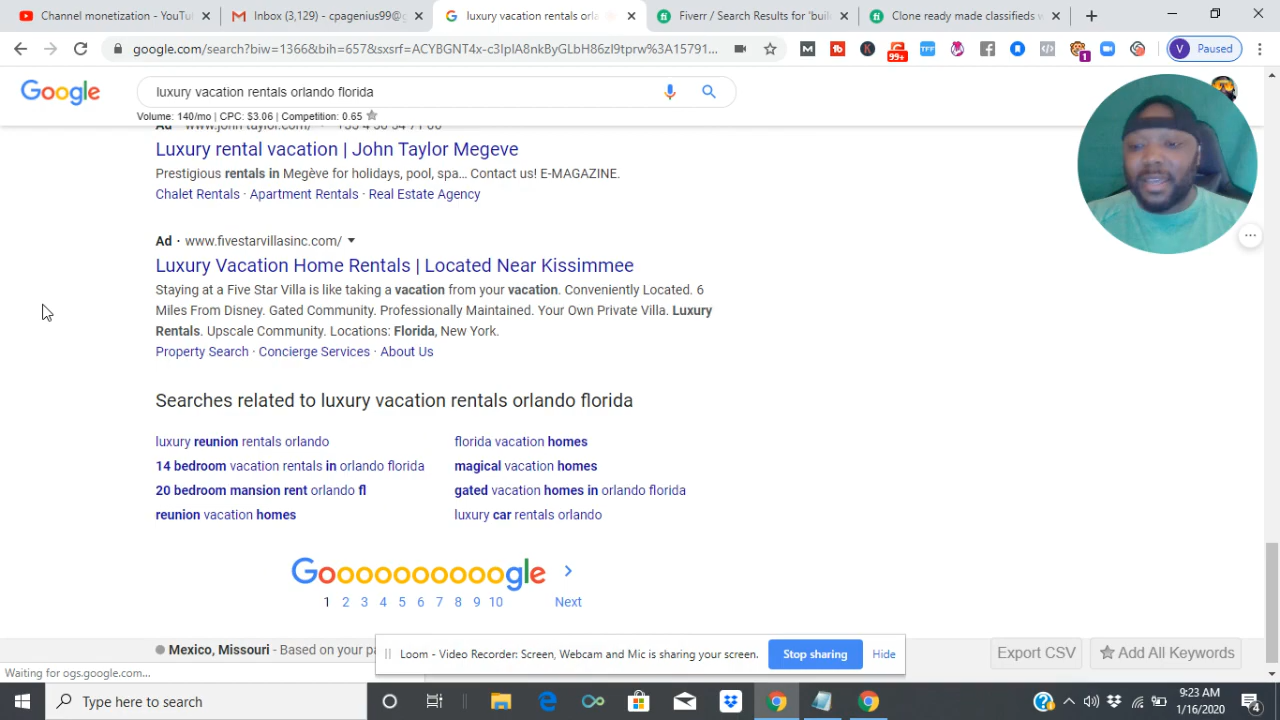 Channel monetization - YouTu
Inbox (3,129) - cpagenius99@g
luxury vacation rentals orla
Fiverr / Search Results for 'buil
Clone ready made classifieds w
google.com/search?biw=1366&bih=657&sxsrf=ACYBGNT4x-c3IplA8nkByGLbH86zl9tprw%3A15791...
99+
TFF
1
V Paused
Google
luxury vacation rentals orlando florida
Volume: 140/mo | CPC: $3.06 | Competition: 0.65
Luxury rental vacation | John Taylor Megeve
Prestigious rentals in Megève for holidays, pool, spa... Contact us! E-MAGAZINE.
Chalet Rentals · Apartment Rentals · Real Estate Agency
Ad · www.fivestarvillasinc.com/
Luxury Vacation Home Rentals | Located Near Kissimmee
Staying at a Five Star Villa is like taking a vacation from your vacation. Conveniently Located. 6
Miles From Disney. Gated Community. Professionally Maintained. Your Own Private Villa. Luxury
Rentals. Upscale Community. Locations: Florida, New York.
Property Search · Concierge Services · About Us
Searches related to luxury vacation rentals orlando florida
luxury reunion rentals orlando
florida vacation homes
14 bedroom vacation rentals in orlando florida
magical vacation homes
20 bedroom mansion rent orlando fl
gated vacation homes in orlando florida
reunion vacation homes
luxury car rentals orlando
Goooooooooogle
1 2 3 4 5 6 7 8 9 10 Next
Mexico, Missouri - Based on your pa
Loom - Video Recorder: Screen, Webcam and Mic is sharing your screen.
Stop sharing
Hide
Export CSV
Add All Keywords
Waiting for ogs.google.com...
Type here to search
9:23 AM
1/16/2020
4